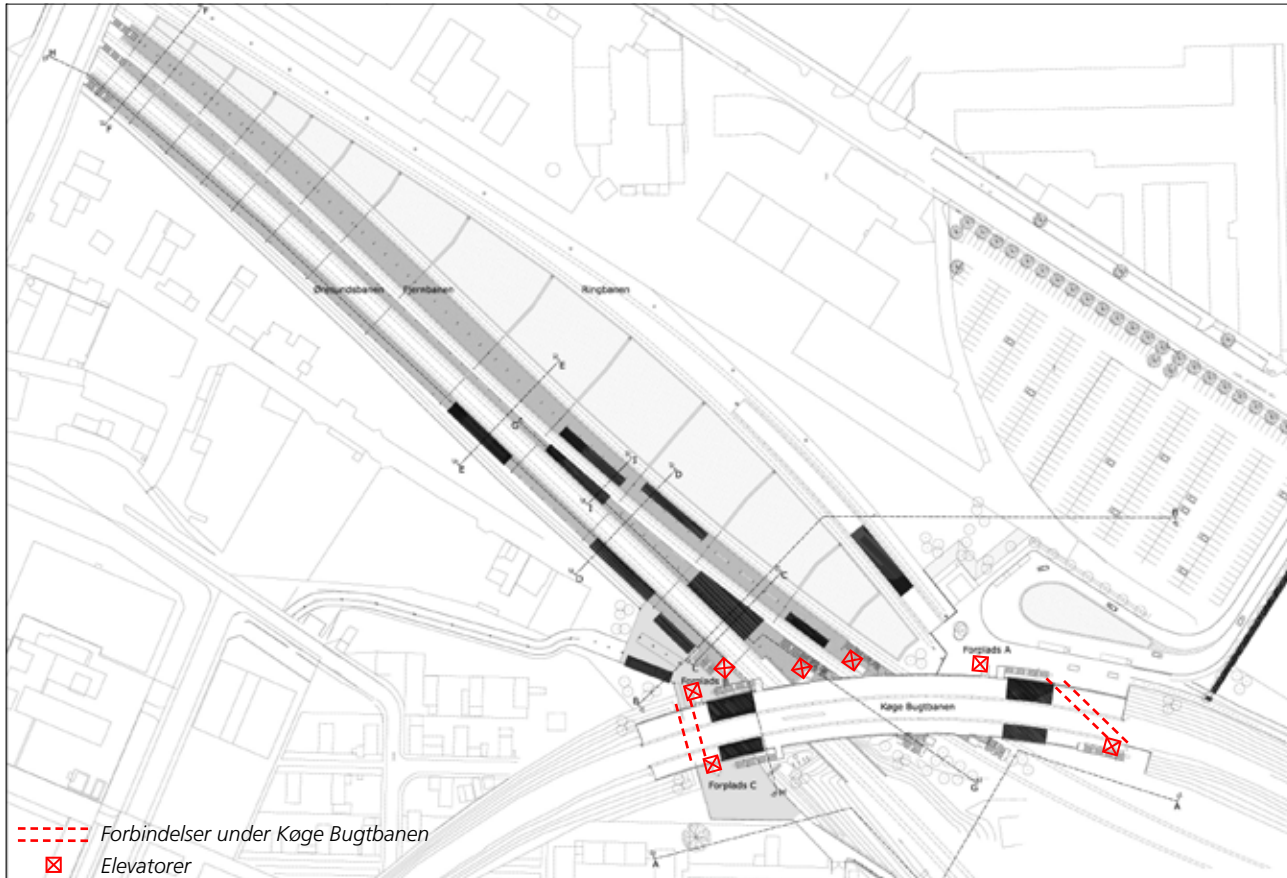 F
H
F
Øresundsbanen
Fjernbanen
Ringbanen
E
G
E
I
D
I
D
C
B
C
B
Forplads A
Forplads
Køge Bugtbanen
Forplads C
H
G
A
A
Forbindelser under Køge Bugtbanen
Elevatorer